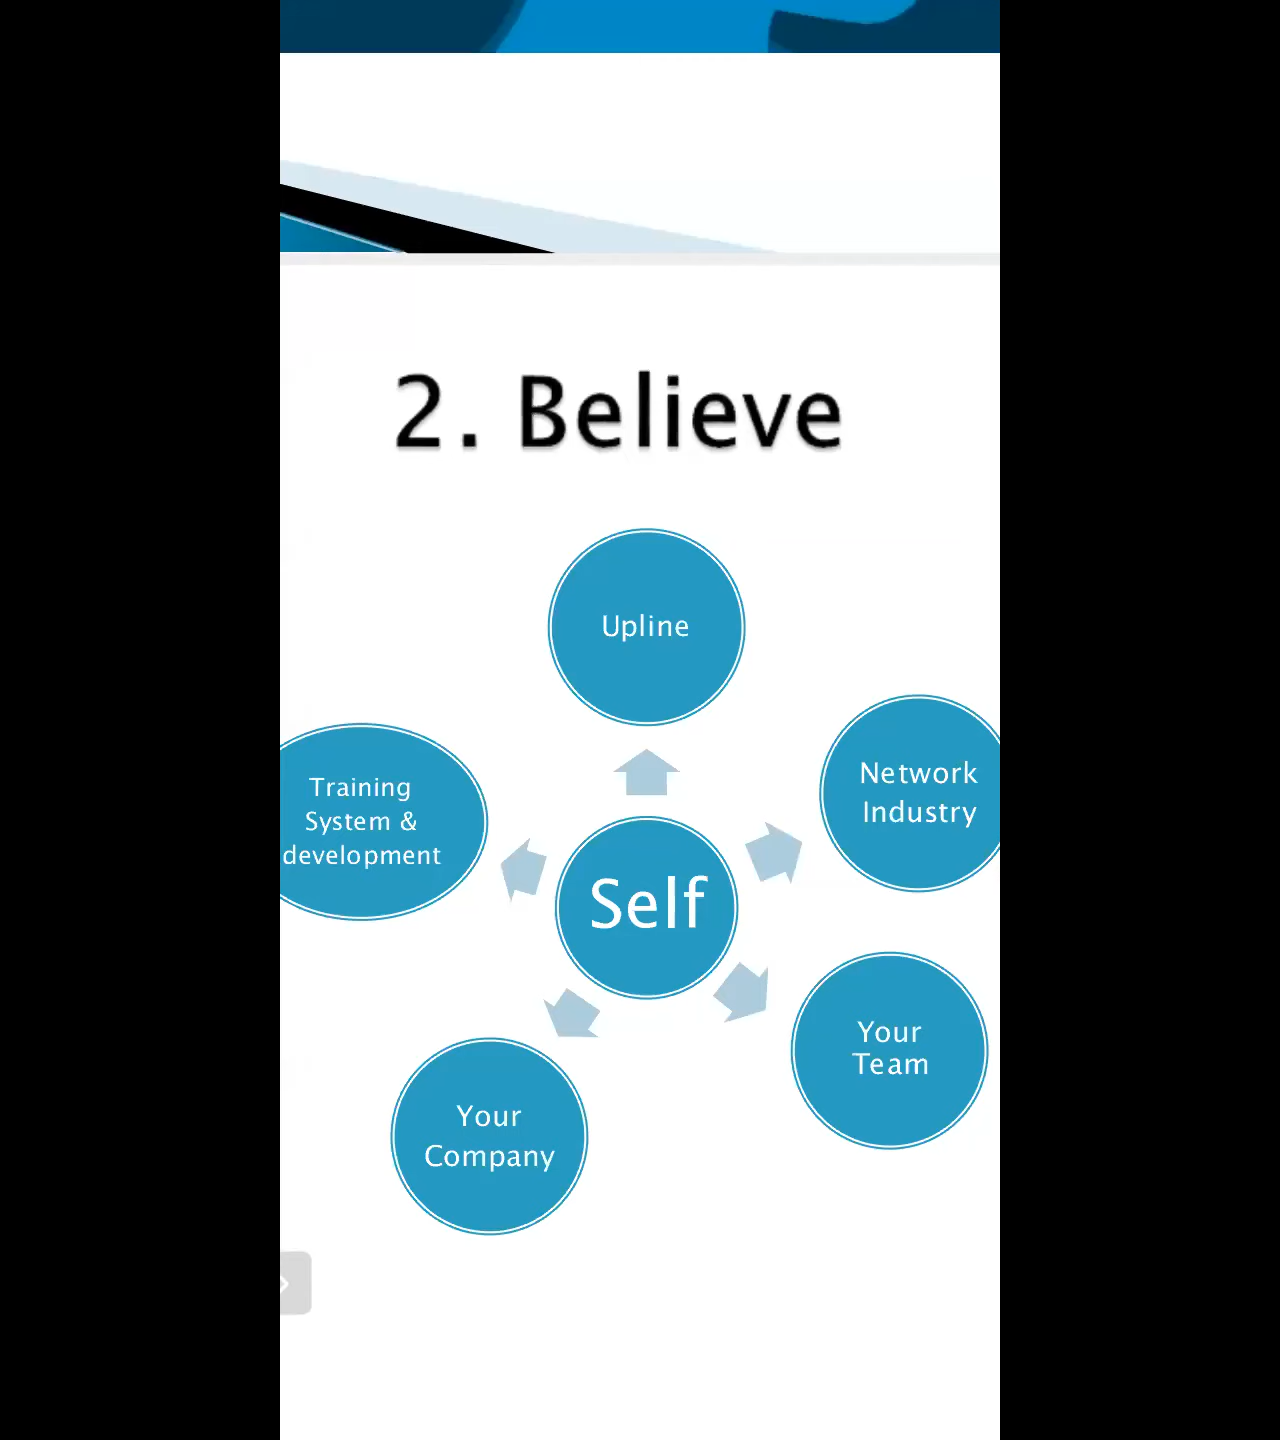 2. Believe
Upline
Network
Industry
Training
System &
development
Self
Your
Team
Your
Company